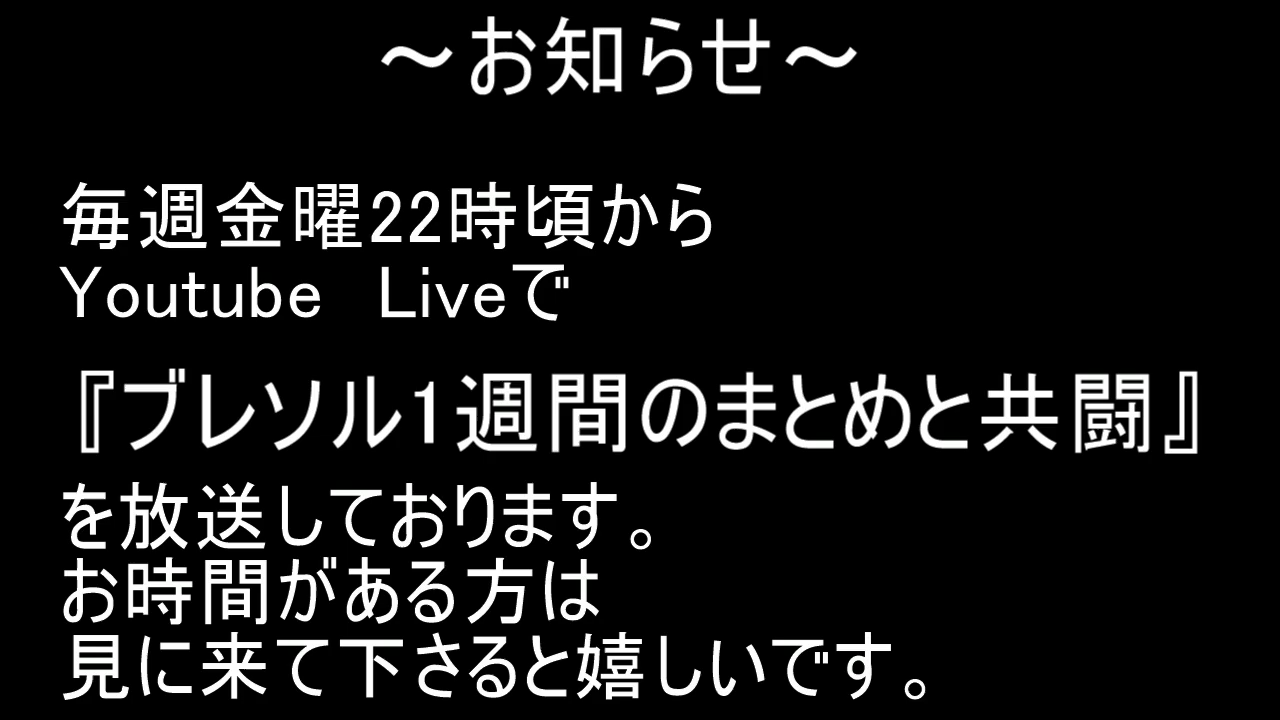 ～お知らせ～
毎週金曜22時頃から
Youtube　Liveで
『ブレソル1週間のまとめと共闘』
を放送しております。
お時間がある方は
見に来て下さると嬉しいです。